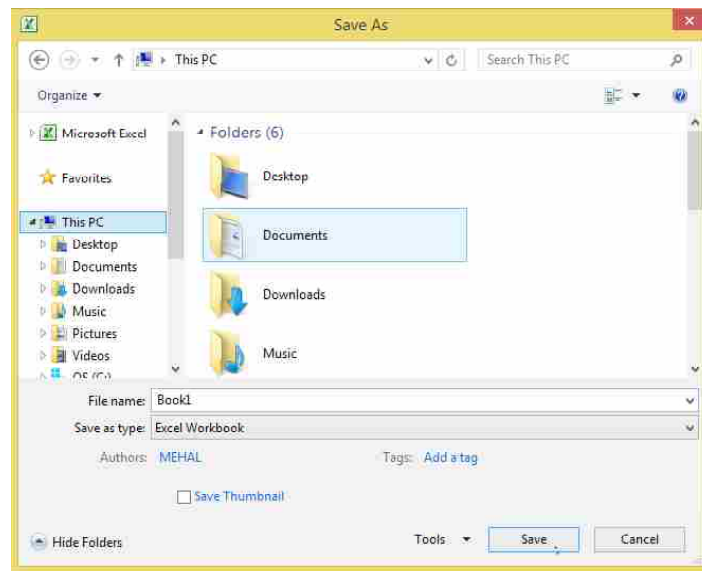 Save As
This PC
Search This PC
Organize
Microsoft Excel
Favorites
This PC
Desktop
Documents
Downloads
Music
Pictures
Videos
OS (C:)
Folders (6)
Desktop
Documents
Downloads
Music
File name: Book1
Save as type: Excel Workbook
Authors: MEHAL Tags: Add a tag
Save Thumbnail
Hide Folders Tools Save Cancel